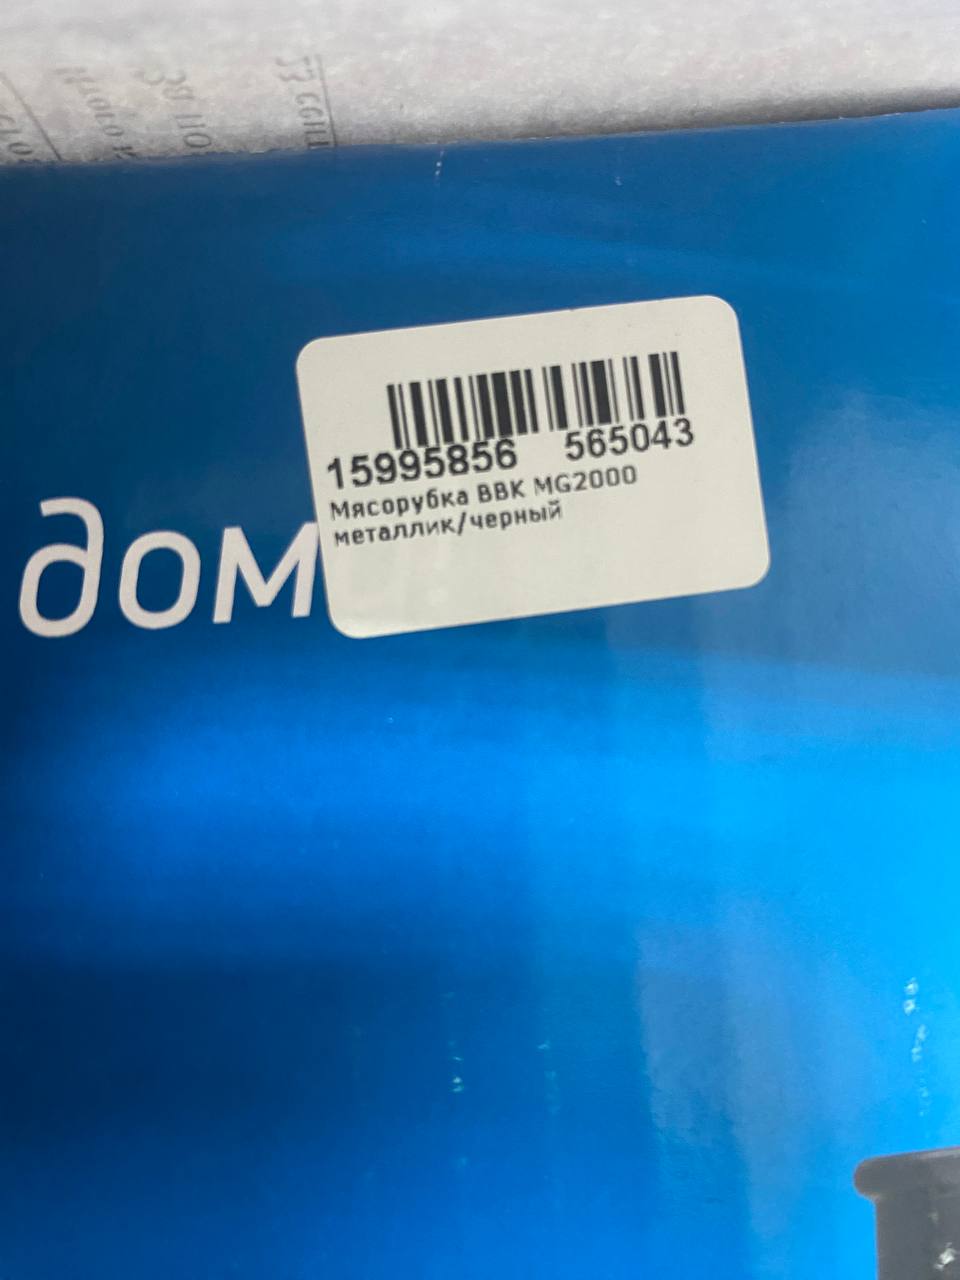 15995856 565043
Мясорубка BBK MG2000
металлик/черный
дом